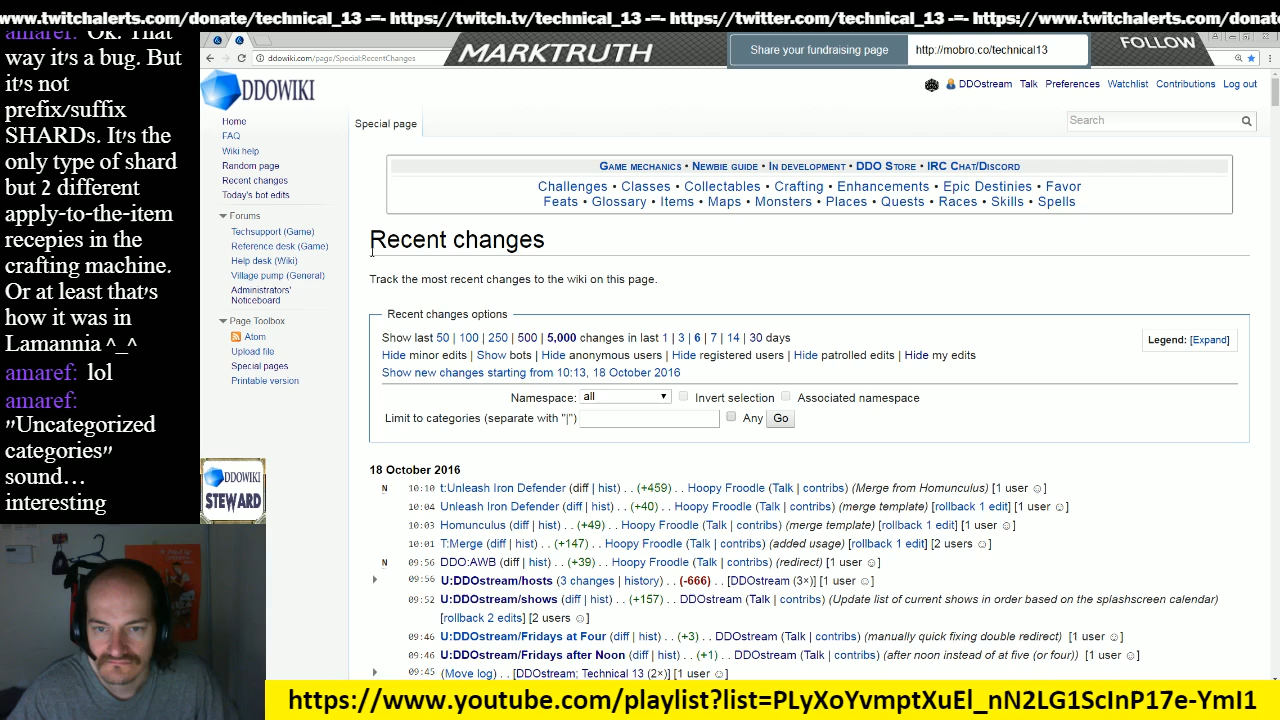 www.twitchalerts.com/donate/technical_13 -=- https://twitch.tv/technical_13 -=- https://twitter.com/technical_13 -=- https://www.twitchalerts.com/donat
amaref: Ok. That
way it's a bug. But
it's not
prefix/suffix
SHARDs. It's the
only type of shard
but 2 different
apply-to-the-item
recepies in the
crafting machine.
Or at least that's
how it was in
Lamannia ^_^
amaref: lol
amaref:
"Uncategorized
categories"
sound...
interesting
ddowiki.com/page/Special:RecentChanges
MARKTRUTH
Share your fundraising page
http://mobro.co/technical13
FOLLOW
DDOWIKI
DDOstream Talk Preferences Watchlist Contributions Log out
Home
FAQ
Wiki help
Random page
Recent changes
Today's bot edits
Forums
Techsupport (Game)
Reference desk (Game)
Help desk (Wiki)
Village pump (General)
Administrators'
Noticeboard
Page Toolbox
Atom
Upload file
Special pages
Printable version
DDOWIKI
STEWARD
Special page
Search
Game mechanics • Newbie guide • In development • DDO Store • IRC Chat/Discord
Challenges • Classes • Collectables • Crafting • Enhancements • Epic Destinies • Favor
Feats • Glossary • Items • Maps • Monsters • Places • Quests • Races • Skills • Spells
Recent changes
Track the most recent changes to the wiki on this page.
Recent changes options
Show last 50 | 100 | 250 | 500 | 5,000 changes in last 1 | 3 | 6 | 7 | 14 | 30 days
Hide minor edits | Show bots | Hide anonymous users | Hide registered users | Hide patrolled edits | Hide my edits
Show new changes starting from 10:13, 18 October 2016
Legend: [Expand]
Namespace: all Invert selection Associated namespace
Limit to categories (separate with "|") Any Go
18 October 2016
N 10:10 t:Unleash Iron Defender (diff | hist) . . (+459) . . Hoopy Froodle (Talk | contribs) (Merge from Homunculus) [1 user ☺]
10:04 Unleash Iron Defender (diff | hist) . . (+40) . . Hoopy Froodle (Talk | contribs) (merge template) [rollback 1 edit] [1 user ☺]
10:03 Homunculus (diff | hist) . . (+49) . . Hoopy Froodle (Talk | contribs) (merge template) [rollback 1 edit] [1 user ☺]
10:01 T:Merge (diff | hist) . . (+147) . . Hoopy Froodle (Talk | contribs) (added usage) [rollback 1 edit] [2 users ☺]
N 09:56 DDO:AWB (diff | hist) . . (+39) . . Hoopy Froodle (Talk | contribs) (redirect) [1 user ☺]
09:56 U:DDOstream/hosts (3 changes | history) . . (-666) . . [DDOstream (3×)] [1 user ☺]
09:52 U:DDOstream/shows (diff | hist) . . (+157) . . DDOstream (Talk | contribs) (Update list of current shows in order based on the splashscreen calendar)
[rollback 2 edits] [2 users ☺]
09:46 U:DDOstream/Fridays at Four (diff | hist) . . (+3) . . DDOstream (Talk | contribs) (manually quick fixing double redirect) [1 user ☺]
09:46 U:DDOstream/Fridays after Noon (diff | hist) . . (+1) . . DDOstream (Talk | contribs) (after noon instead of at five (or four)) [1 user ☺]
09:45 (Move log) . . [DDOstream; Technical 13 (2×)] [1 user ☺]
https://www.youtube.com/playlist?list=PLyXoYvmptXuEl_nN2LG1ScInP17e-YmI1